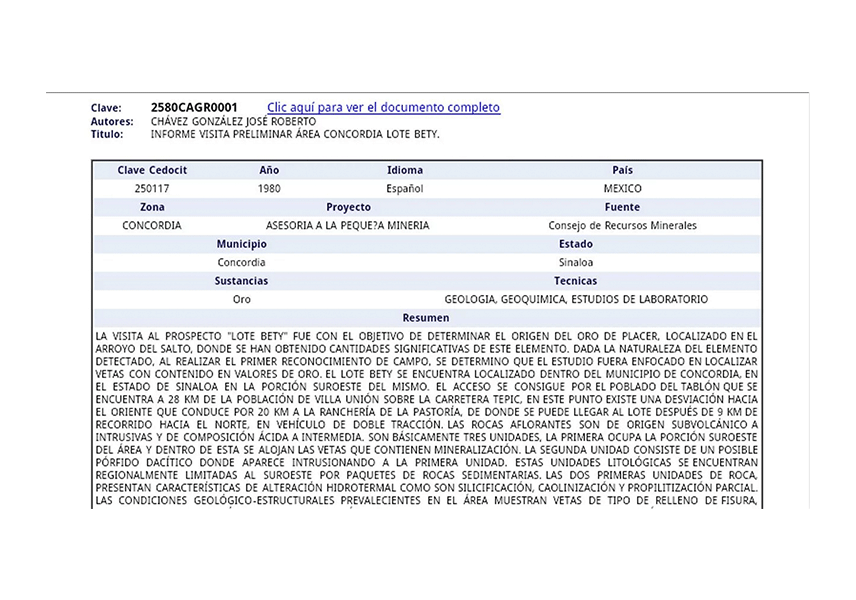 Clave: 2580CAGR0001 Clic aquí para ver el documento completo
Autores: CHÁVEZ GONZÁLEZ JOSÉ ROBERTO
Titulo: INFORME VISITA PRELIMINAR ÁREA CONCORDIA LOTE BETY.
Clave Cedocit Año Idioma País
250117 1980 Español MEXICO
Zona Proyecto Fuente
CONCORDIA ASESORIA A LA PEQUE?A MINERIA Consejo de Recursos Minerales
Municipio Estado
Concordia Sinaloa
Sustancias Tecnicas
Oro GEOLOGIA, GEOQUIMICA, ESTUDIOS DE LABORATORIO
Resumen
LA VISITA AL PROSPECTO "LOTE BETY" FUE CON EL OBJETIVO DE DETERMINAR EL ORIGEN DEL ORO DE PLACER, LOCALIZADO EN EL
ARROYO DEL SALTO, DONDE SE HAN OBTENIDO CANTIDADES SIGNIFICATIVAS DE ESTE ELEMENTO. DADA LA NATURALEZA DEL ELEMENTO
DETECTADO, AL REALIZAR EL PRIMER RECONOCIMIENTO DE CAMPO, SE DETERMINO QUE EL ESTUDIO FUERA ENFOCADO EN LOCALIZAR
VETAS CON CONTENIDO EN VALORES DE ORO. EL LOTE BETY SE ENCUENTRA LOCALIZADO DENTRO DEL MUNICIPIO DE CONCORDIA, EN
EL ESTADO DE SINALOA EN LA PORCIÓN SUROESTE DEL MISMO. EL ACCESO SE CONSIGUE POR EL POBLADO DEL TABLÓN QUE SE
ENCUENTRA A 28 KM DE LA POBLACIÓN DE VILLA UNIÓN SOBRE LA CARRETERA TEPIC, EN ESTE PUNTO EXISTE UNA DESVIACIÓN HACIA
EL ORIENTE QUE CONDUCE POR 20 KM A LA RANCHERÍA DE LA PASTORÍA, DE DONDE SE PUEDE LLEGAR AL LOTE DESPUÉS DE 9 KM DE
RECORRIDO HACIA EL NORTE, EN VEHÍCULO DE DOBLE TRACCIÓN. LAS ROCAS AFLORANTES SON DE ORIGEN SUBVOLCÁNICO A
INTRUSIVAS Y DE COMPOSICIÓN ÁCIDA A INTERMEDIA. SON BÁSICAMENTE TRES UNIDADES, LA PRIMERA OCUPA LA PORCIÓN SUROESTE
DEL ÁREA Y DENTRO DE ESTA SE ALOJAN LAS VETAS QUE CONTIENEN MINERALIZACIÓN. LA SEGUNDA UNIDAD CONSISTE DE UN POSIBLE
PÓRFIDO DACÍTICO DONDE APARECE INTRUSIONANDO A LA PRIMERA UNIDAD. ESTAS UNIDADES LITOLÓGICAS SE ENCUENTRAN
REGIONALMENTE LIMITADAS AL SUROESTE POR PAQUETES DE ROCAS SEDIMENTARIAS. LAS DOS PRIMERAS UNIDADES DE ROCA,
PRESENTAN CARACTERÍSTICAS DE ALTERACIÓN HIDROTERMAL COMO SON SILICIFICACIÓN, CAOLINIZACIÓN Y PROPILITIZACIÓN PARCIAL.
LAS CONDICIONES GEOLÓGICO-ESTRUCTURALES PREVALECIENTES EN EL ÁREA MUESTRAN VETAS DE TIPO DE RELLENO DE FISURA,